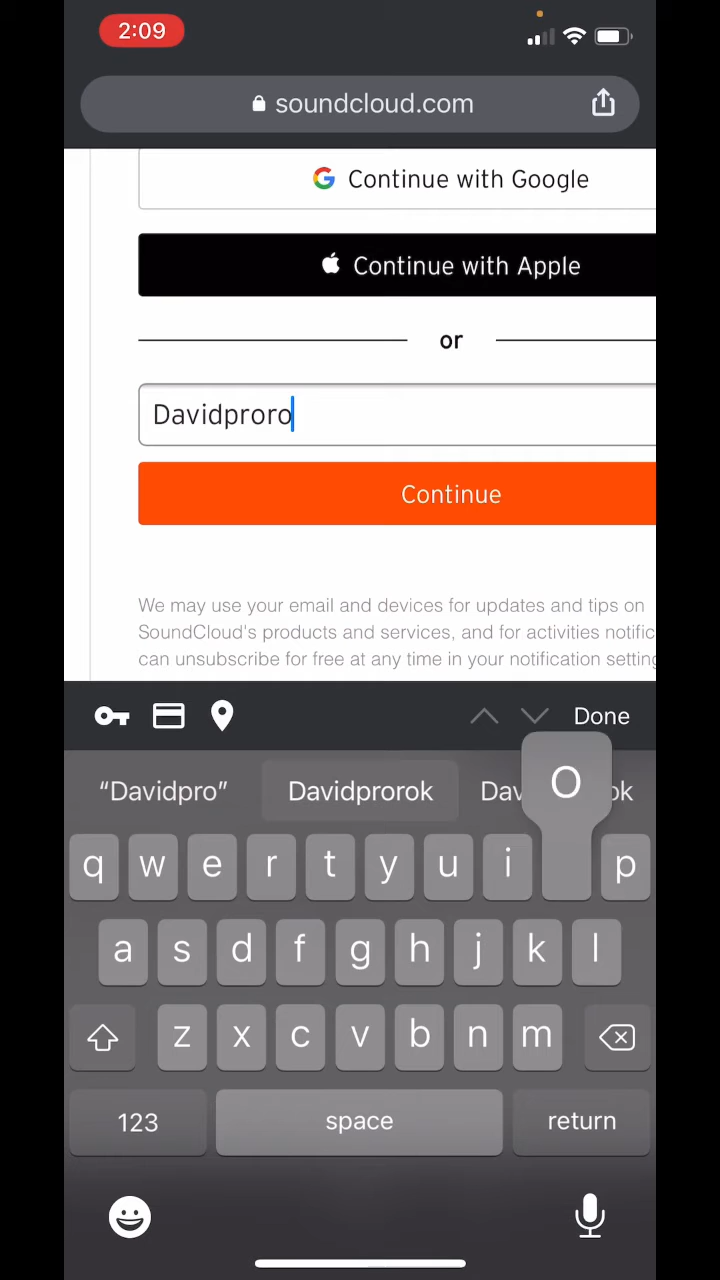 2:09
soundcloud.com
Continue with Google
Continue with Apple
or
Davidproro
Continue
We may use your email and devices for updates and tips on
SoundCloud's products and services, and for activities notific
can unsubscribe for free at any time in your notification setting
Done
“Davidpro” Davidprorok Dav ok
O
q w e r t y u i p
a s d f g h j k l
z x c v b n m
123 space return